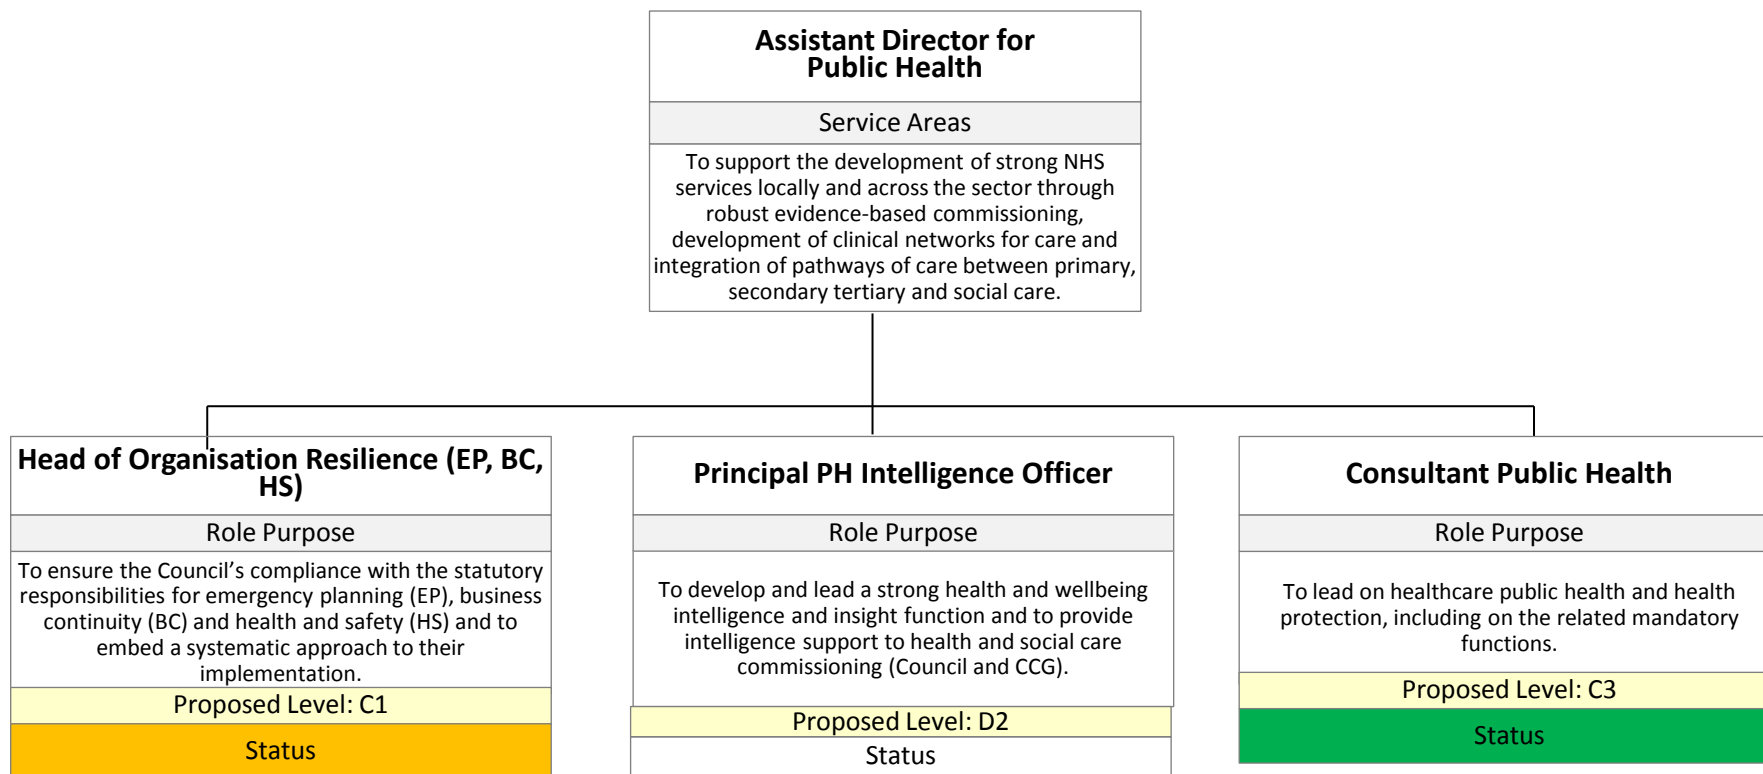 Assistant Director for
Public Health
Service Areas
To support the development of strong NHS
services locally and across the sector through
robust evidence-based commissioning,
development of clinical networks for care and
integration of pathways of care between primary,
secondary tertiary and social care.
Head of Organisation Resilience (EP, BC,
HS)
Role Purpose
To ensure the Council’s compliance with the statutory
responsibilities for emergency planning (EP), business
continuity (BC) and health and safety (HS) and to
embed a systematic approach to their
implementation.
Proposed Level: C1
Status
Principal PH Intelligence Officer
Role Purpose
To develop and lead a strong health and wellbeing
intelligence and insight function and to provide
intelligence support to health and social care
commissioning (Council and CCG).
Proposed Level: D2
Status
Consultant Public Health
Role Purpose
To lead on healthcare public health and health
protection, including on the related mandatory
functions.
Proposed Level: C3
Status